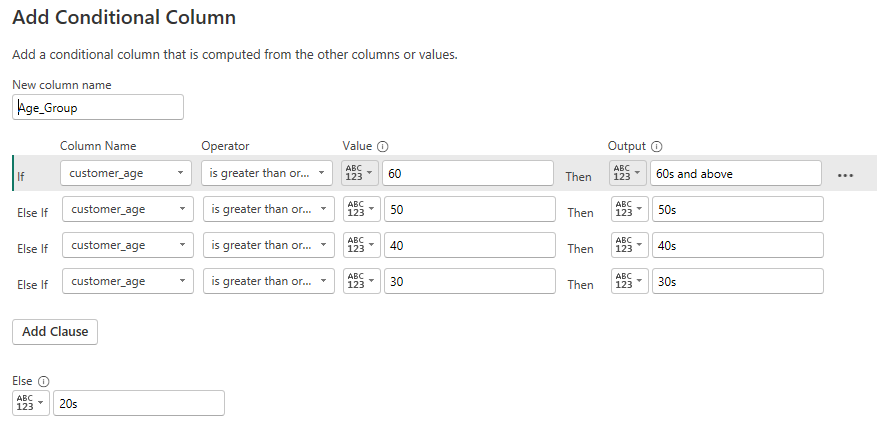 Add Conditional Column
Add a conditional column that is computed from the other columns or values.
New column name
Age_Group
Column Name Operator Value Output
If customer_age is greater than or... ABC 123 60 Then ABC 123 60s and above ...
Else If customer_age is greater than or... ABC 123 50 Then ABC 123 50s
Else If customer_age is greater than or... ABC 123 40 Then ABC 123 40s
Else If customer_age is greater than or... ABC 123 30 Then ABC 123 30s
Add Clause
Else
ABC 123 20s